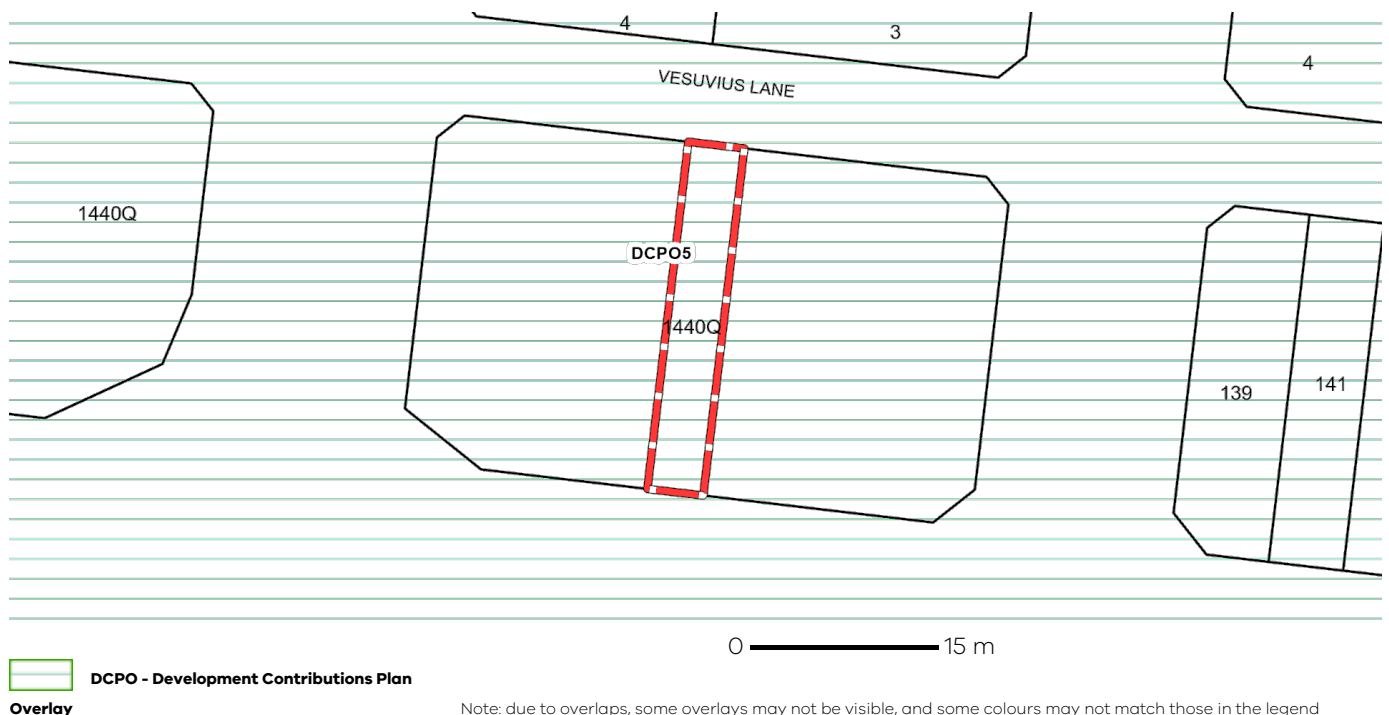 4
3
4
VESUVIUS LANE
1440Q
DCPO5
1440Q
139
141
0 15 m
DCPO - Development Contributions Plan
Overlay
Note: due to overlaps, some overlays may not be visible, and some colours may not match those in the legend